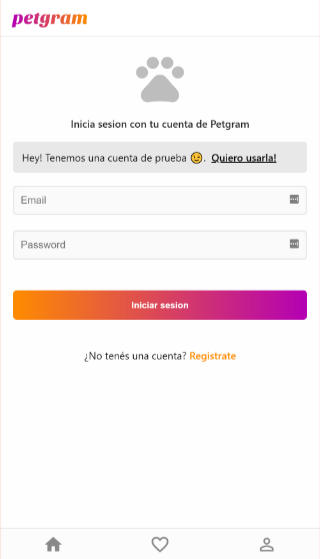 petgram
Inicia sesion con tu cuenta de Petgram
Hey! Tenemos una cuenta de prueba 😉. Quiero usarla!
Email
Password
Iniciar sesion
¿No tenés una cuenta? Registrate